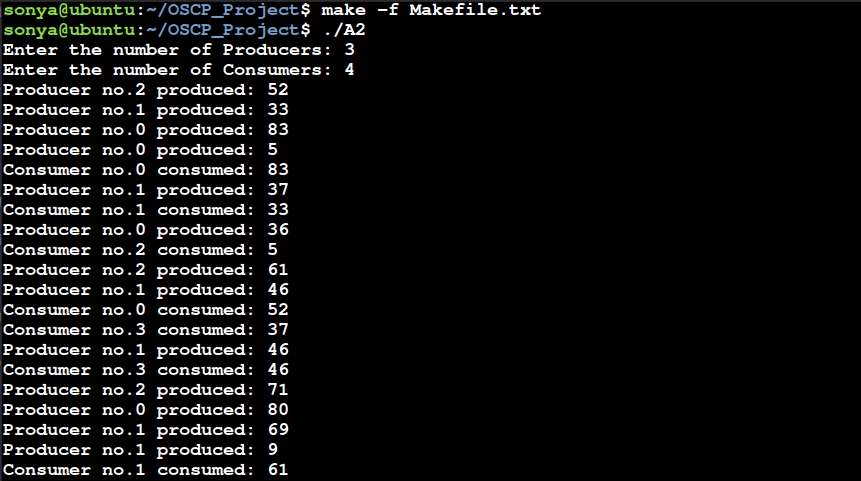 sonya@ubuntu:~/OSCP_Project$ make -f Makefile.txt
sonya@ubuntu:~/OSCP_Project$ ./A2
Enter the number of Producers: 3
Enter the number of Consumers: 4
Producer no.2 produced: 52
Producer no.1 produced: 33
Producer no.0 produced: 83
Producer no.0 produced: 5
Consumer no.0 consumed: 83
Producer no.1 produced: 37
Consumer no.1 consumed: 33
Producer no.0 produced: 36
Consumer no.2 consumed: 5
Producer no.2 produced: 61
Producer no.1 produced: 46
Consumer no.0 consumed: 52
Consumer no.3 consumed: 37
Producer no.1 produced: 46
Consumer no.3 consumed: 46
Producer no.2 produced: 71
Producer no.0 produced: 80
Producer no.1 produced: 69
Producer no.1 produced: 9
Consumer no.1 consumed: 61